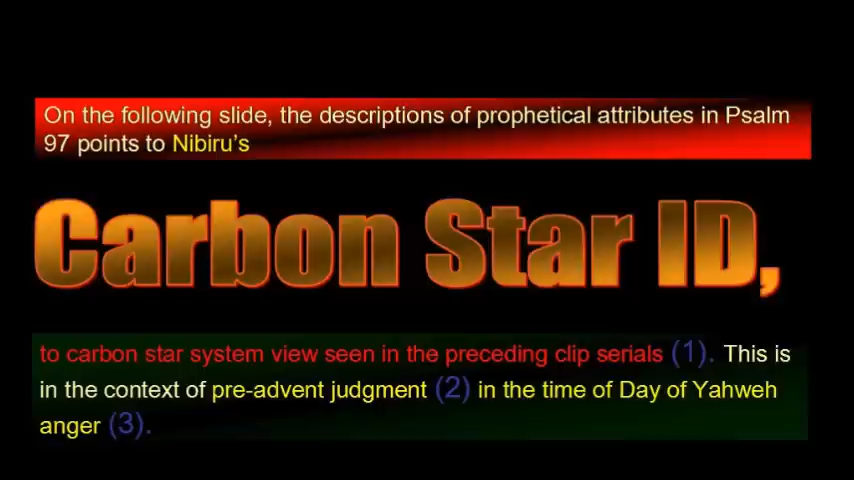 On the following slide, the descriptions of prophetical attributes in Psalm
97 points to Nibiru’s
Carbon Star ID,
to carbon star system view seen in the preceding clip serials (1). This is
in the context of pre-advent judgment (2) in the time of Day of Yahweh
anger (3).